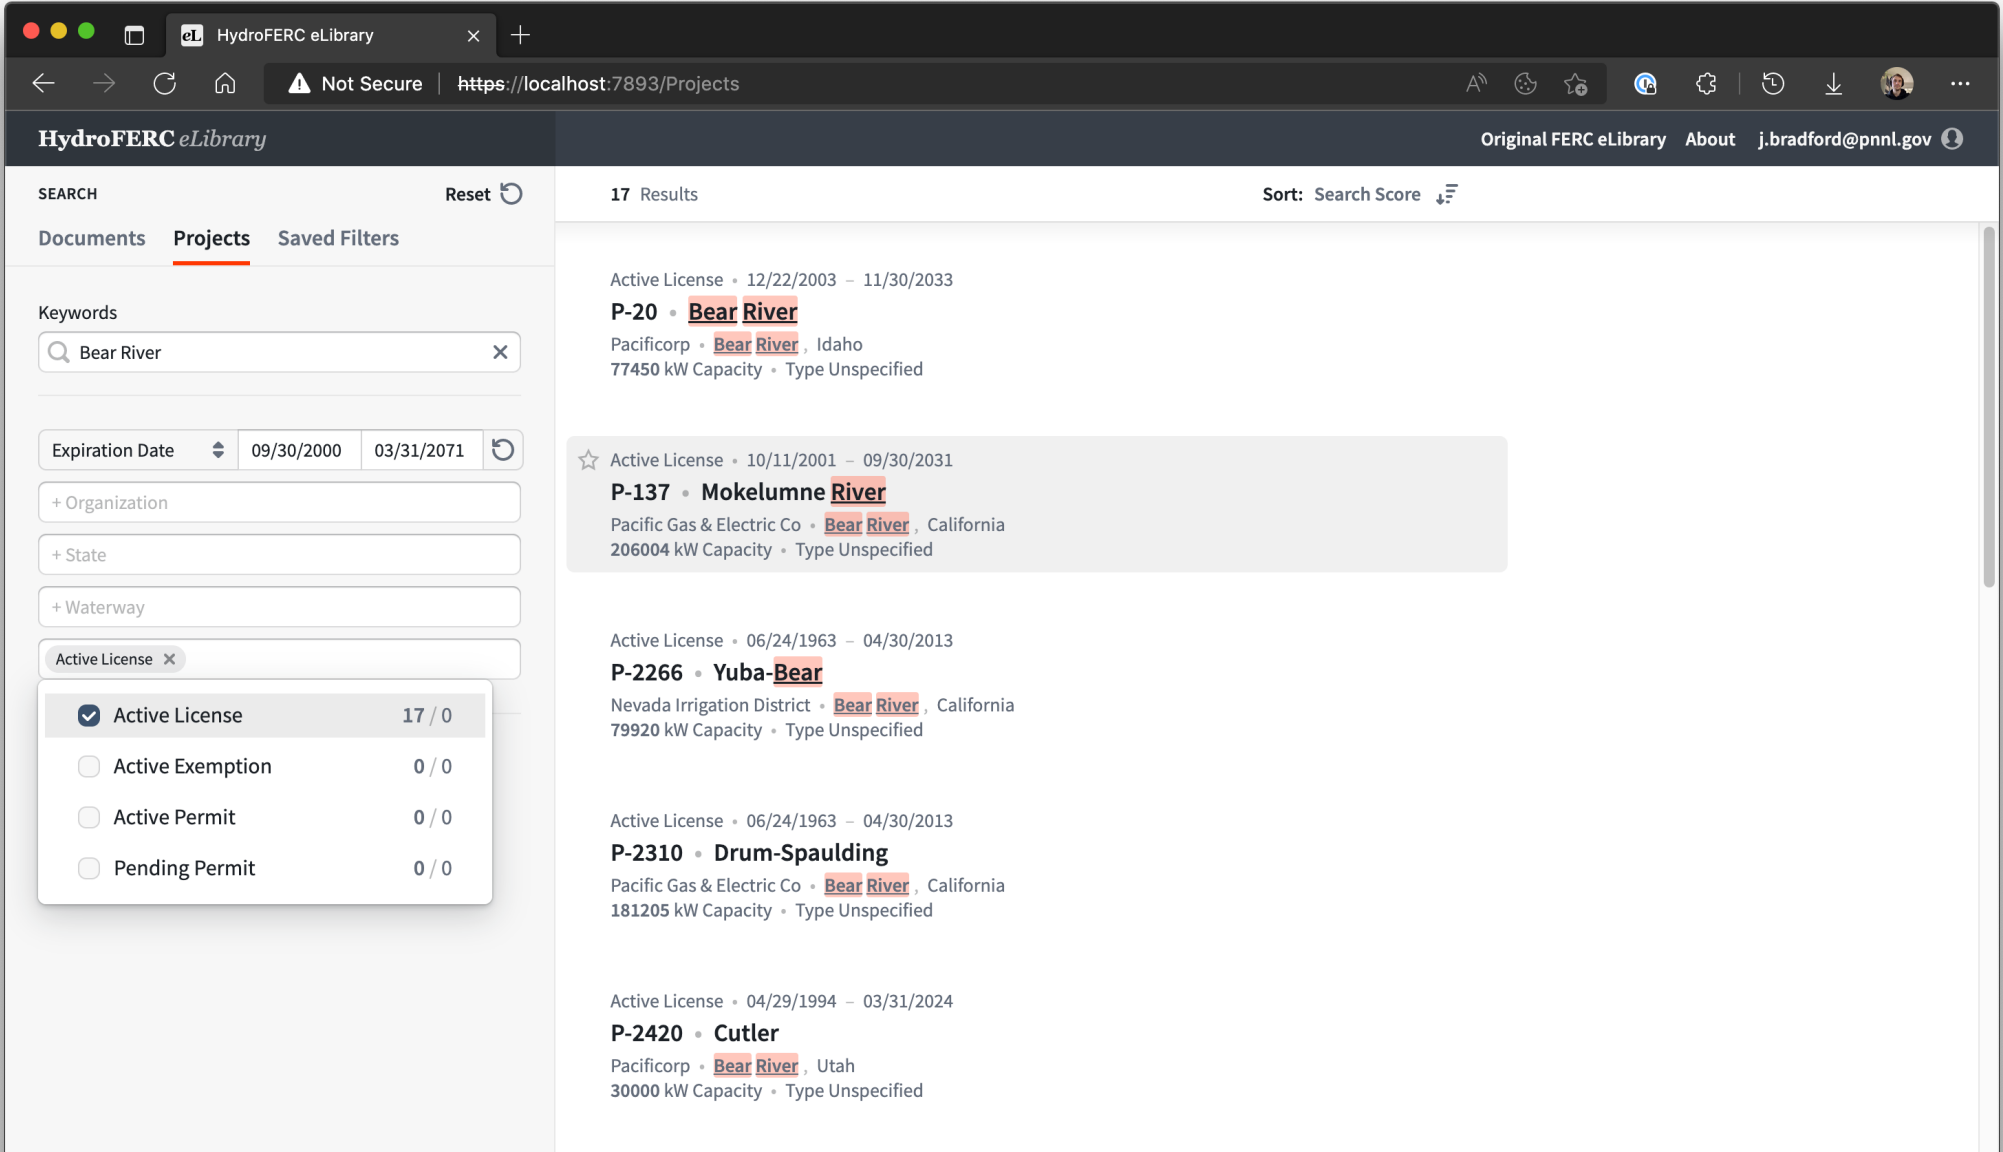 eL HydroFERC eLibrary
Not Secure https://localhost:7893/Projects
HydroFERC eLibrary
Original FERC eLibrary About j.bradford@pnnl.gov
SEARCH Reset
Documents Projects Saved Filters
Keywords
Bear River
Expiration Date 09/30/2000 03/31/2071
+ Organization
+ State
+ Waterway
Active License
Active License 17 / 0
Active Exemption 0 / 0
Active Permit 0 / 0
Pending Permit 0 / 0
17 Results
Sort: Search Score
Active License • 12/22/2003 – 11/30/2033
P-20 • Bear River
Pacificorp • Bear River , Idaho
77450 kW Capacity • Type Unspecified
Active License • 10/11/2001 – 09/30/2031
P-137 • Mokelumne River
Pacific Gas & Electric Co • Bear River , California
206004 kW Capacity • Type Unspecified
Active License • 06/24/1963 – 04/30/2013
P-2266 • Yuba-Bear
Nevada Irrigation District • Bear River , California
79920 kW Capacity • Type Unspecified
Active License • 06/24/1963 – 04/30/2013
P-2310 • Drum-Spaulding
Pacific Gas & Electric Co • Bear River , California
181205 kW Capacity • Type Unspecified
Active License • 04/29/1994 – 03/31/2024
P-2420 • Cutler
Pacificorp • Bear River , Utah
30000 kW Capacity • Type Unspecified